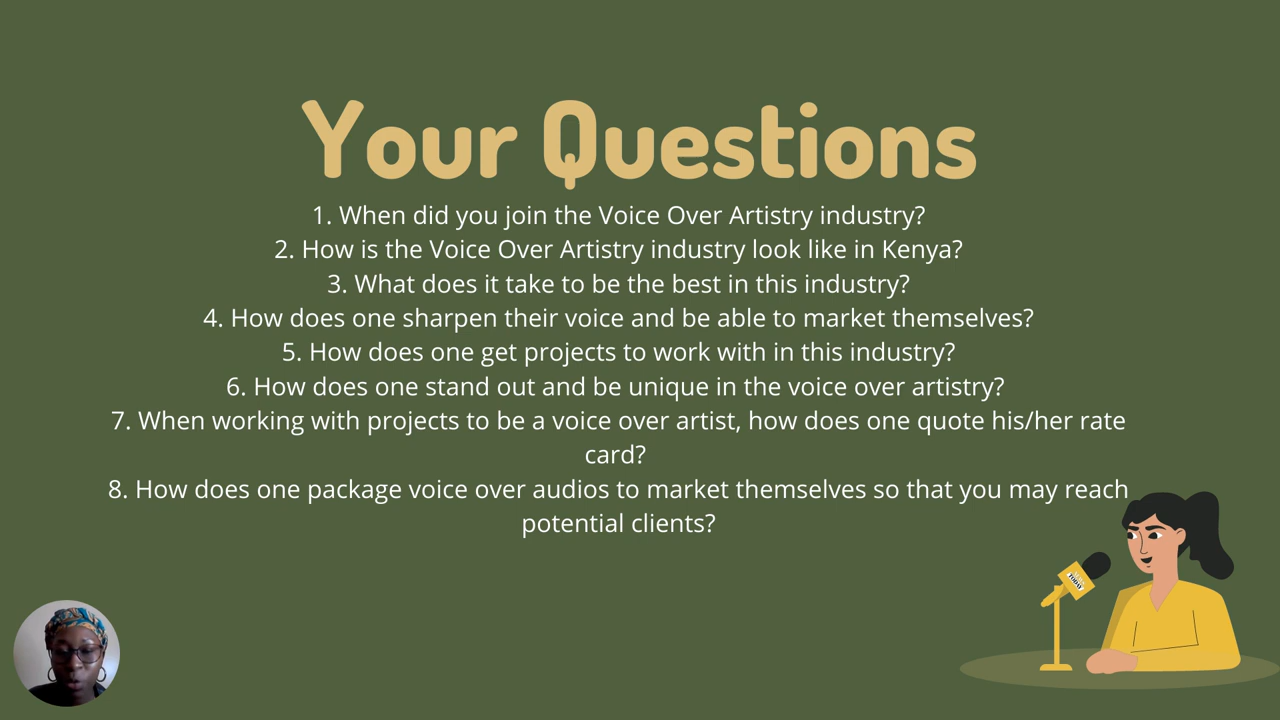 Your Questions
1. When did you join the Voice Over Artistry industry?
2. How is the Voice Over Artistry industry look like in Kenya?
3. What does it take to be the best in this industry?
4. How does one sharpen their voice and be able to market themselves?
5. How does one get projects to work with in this industry?
6. How does one stand out and be unique in the voice over artistry?
7. When working with projects to be a voice over artist, how does one quote his/her rate
card?
8. How does one package voice over audios to market themselves so that you may reach
potential clients?